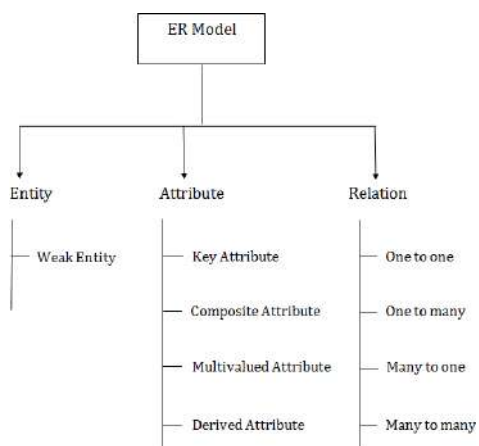 ER Model
Entity
Attribute
Relation
Weak Entity
Key Attribute
One to one
Composite Attribute
One to many
Multivalued Attribute
Many to one
Derived Attribute
Many to many